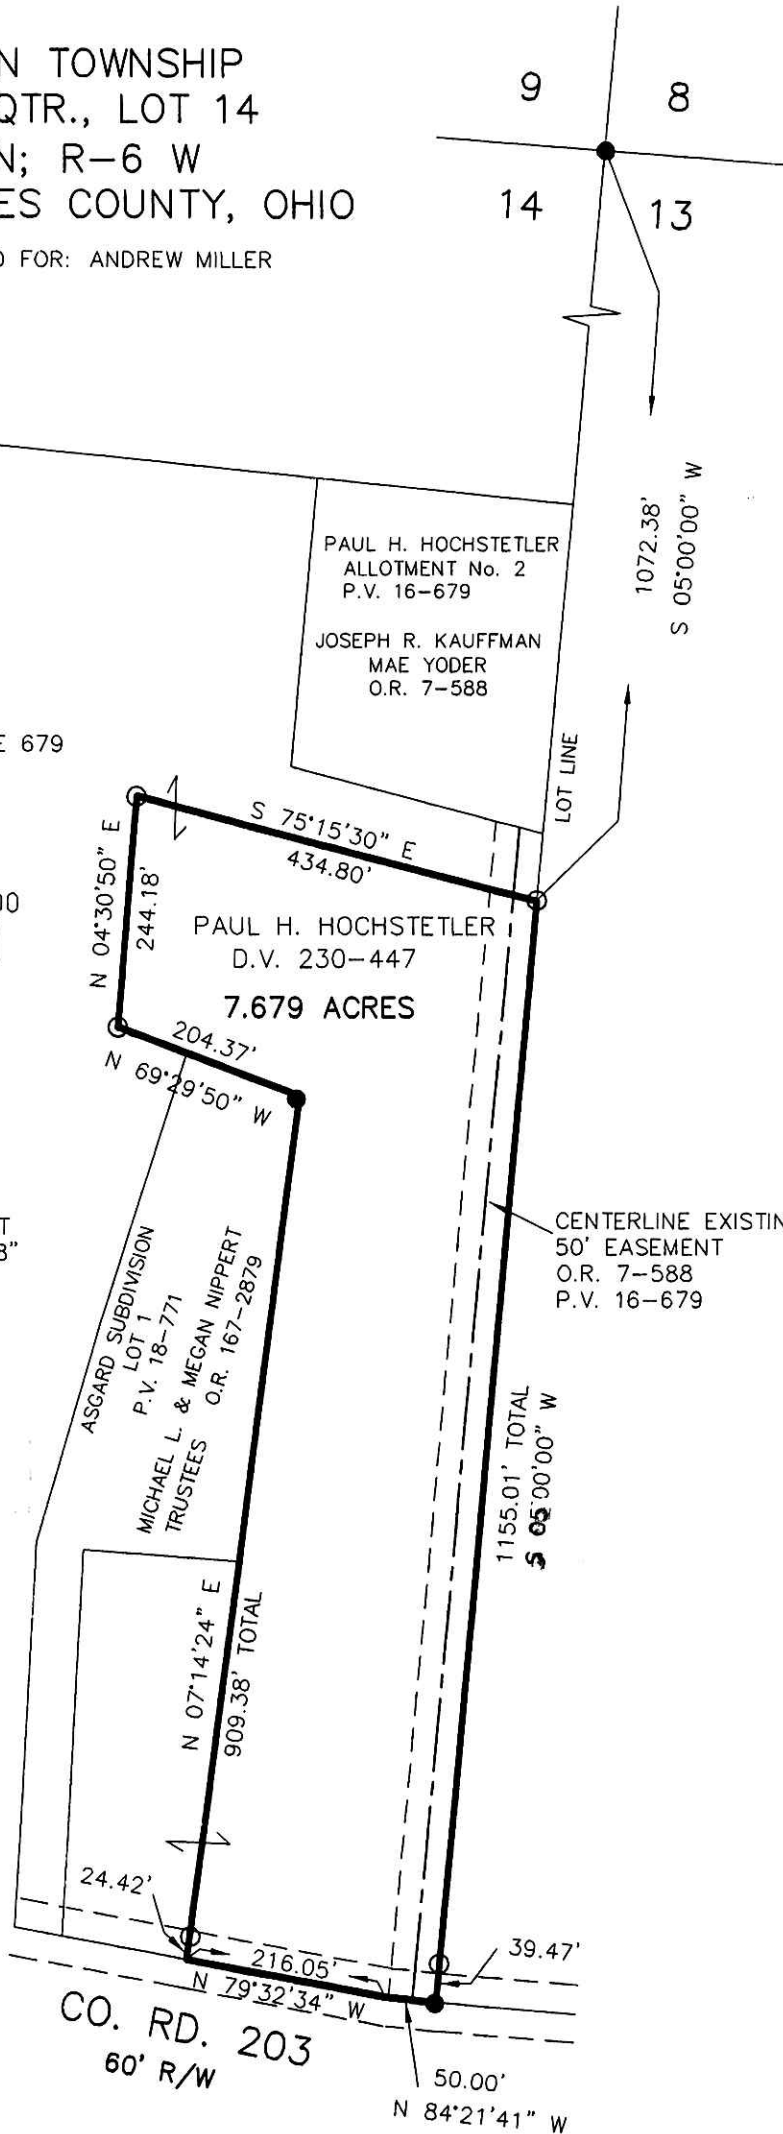 N TOWNSHIP
QTR., LOT 14
N; R-6 W
ES COUNTY, OHIO
FOR: ANDREW MILLER
9
8
14
13
1072.38'
S 05°00'00" W
PAUL H. HOCHSTETLER
ALLOTMENT No. 2
P.V. 16-679
JOSEPH R. KAUFFMAN
MAE YODER
O.R. 7-588
E 679
LOT LINE
S 75°15'30" E
434.80'
N 04°30'50" E
244.18'
PAUL H. HOCHSTETLER
D.V. 230-447
7.679 ACRES
204.37'
N 69°29'50" W
CENTERLINE EXISTIN
50' EASEMENT
O.R. 7-588
P.V. 16-679
ASGARD SUBDIVISION
LOT 1
P.V. 18-771
MICHAEL L. & MEGAN NIPPERT
TRUSTEES O.R. 167-2879
1155.01' TOTAL
S 05°00'00" W
N 07°14'24" E
909.38' TOTAL
24.42'
216.05'
N 79°32'34" W
39.47'
CO. RD. 203
60' R/W
50.00'
N 84°21'41" W